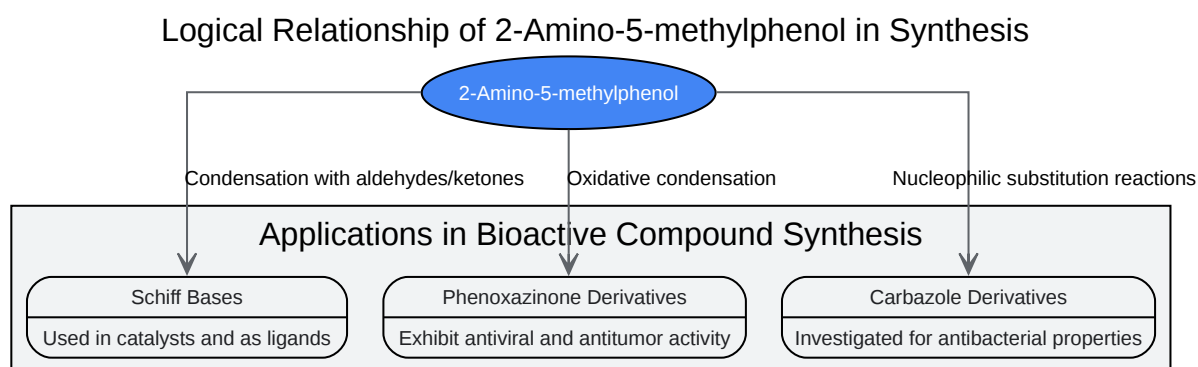 Logical Relationship of 2-Amino-5-methylphenol in Synthesis
2-Amino-5-methylphenol
Condensation with aldehydes/ketones
Oxidative condensation
Nucleophilic substitution reactions
Applications in Bioactive Compound Synthesis
Schiff Bases
Used in catalysts and as ligands
Phenoxazinone Derivatives
Exhibit antiviral and antitumor activity
Carbazole Derivatives
Investigated for antibacterial properties